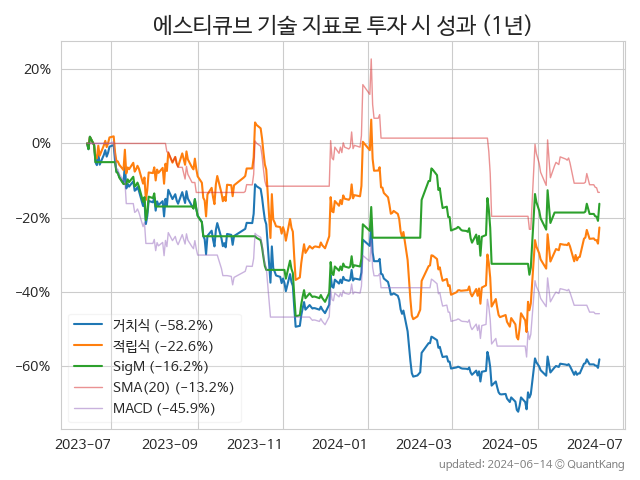 에스티큐브 기술 지표로 투자 시 성과 (1년)
20%
0%
−20%
−40%
−60%
거치식 (−58.2%)
적립식 (−22.6%)
SigM (−16.2%)
SMA(20) (−13.2%)
MACD (−45.9%)
2023−07 2023−09 2023−11 2024−01 2024−03 2024−05 2024−07
updated: 2024−06−14 © QuantKang